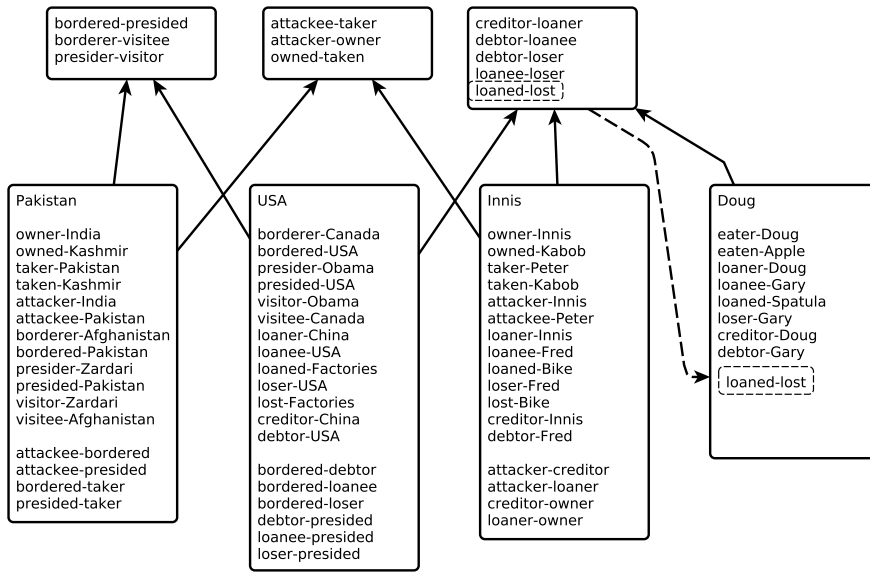 bordered-presided
borderer-visitee
presider-visitor
attackee-taker
attacker-owner
owned-taken
creditor-loaner
debtor-loanee
debtor-loser
loanee-loser
loaned-lost
Pakistan
owner-India
owned-Kashmir
taker-Pakistan
taken-Kashmir
attacker-India
attackee-Pakistan
borderer-Afghanistan
bordered-Pakistan
presider-Zardari
presided-Pakistan
visitor-Zardari
visitee-Afghanistan
attackee-bordered
attackee-presided
bordered-taker
presided-taker
USA
borderer-Canada
bordered-USA
presider-Obama
presided-USA
visitor-Obama
visitee-Canada
loaner-China
loanee-USA
loaned-Factories
loser-USA
lost-Factories
creditor-China
debtor-USA
bordered-debtor
bordered-loanee
bordered-loser
debtor-presided
loanee-presided
loser-presided
Innis
owner-Innis
owned-Kabob
taker-Peter
taken-Kabob
attacker-Innis
attackee-Peter
loaner-Innis
loanee-Fred
loaned-Bike
loser-Fred
lost-Bike
creditor-Innis
debtor-Fred
attacker-creditor
attacker-loaner
creditor-owner
loaner-owner
Doug
eater-Doug
eaten-Apple
loaner-Doug
loanee-Gary
loaned-Spatula
loser-Gary
creditor-Doug
debtor-Gary
loaned-lost